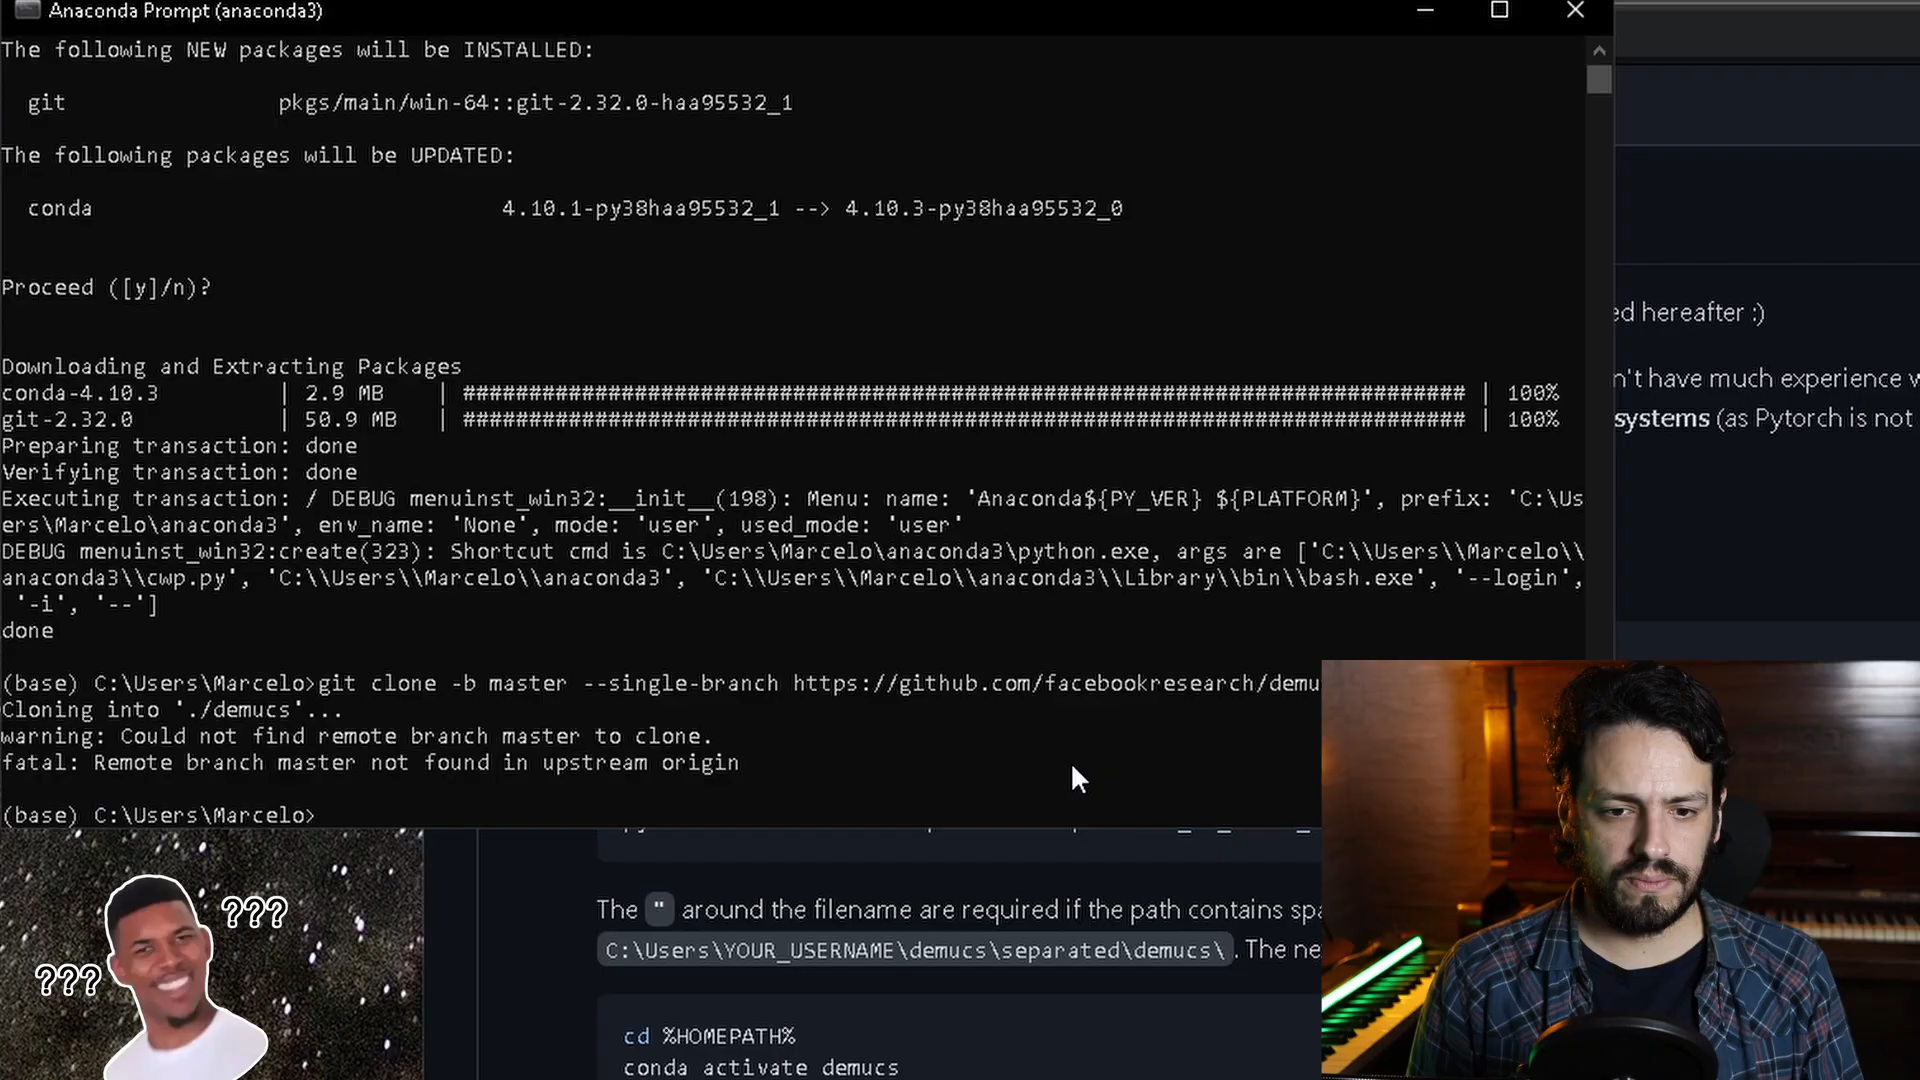 Anaconda Prompt (anaconda3)
The following NEW packages will be INSTALLED:
git pkgs/main/win-64::git-2.32.0-haa95532_1
The following packages will be UPDATED:
conda 4.10.1-py38haa95532_1 --> 4.10.3-py38haa95532_0
Proceed ([y]/n)?
Downloading and Extracting Packages
conda-4.10.3 | 2.9 MB | ############################################################################ | 100%
git-2.32.0 | 50.9 MB | ############################################################################ | 100%
Preparing transaction: done
Verifying transaction: done
Executing transaction: / DEBUG menuinst_win32:__init__(198): Menu: name: 'Anaconda${PY_VER} ${PLATFORM}', prefix: 'C:\Us
ers\Marcelo\anaconda3', env_name: 'None', mode: 'user', used_mode: 'user'
DEBUG menuinst_win32:create(323): Shortcut cmd is C:\Users\Marcelo\anaconda3\python.exe, args are ['C:\\Users\\Marcelo\\
anaconda3\\cwp.py', 'C:\\Users\\Marcelo\\anaconda3', 'C:\\Users\\Marcelo\\anaconda3\\Library\\bin\\bash.exe', '--login',
'-i', '--']
done
(base) C:\Users\Marcelo>git clone -b master --single-branch https://github.com/facebookresearch/demu
Cloning into './demucs'...
warning: Could not find remote branch master to clone.
fatal: Remote branch master not found in upstream origin
(base) C:\Users\Marcelo>
ed hereafter :)
n't have much experience
systems (as Pytorch is not
The " around the filename are required if the path contains spa
C:\Users\YOUR_USERNAME\demucs\separated\demucs\ . The ne
cd %HOMEPATH%
conda activate demucs
???
???